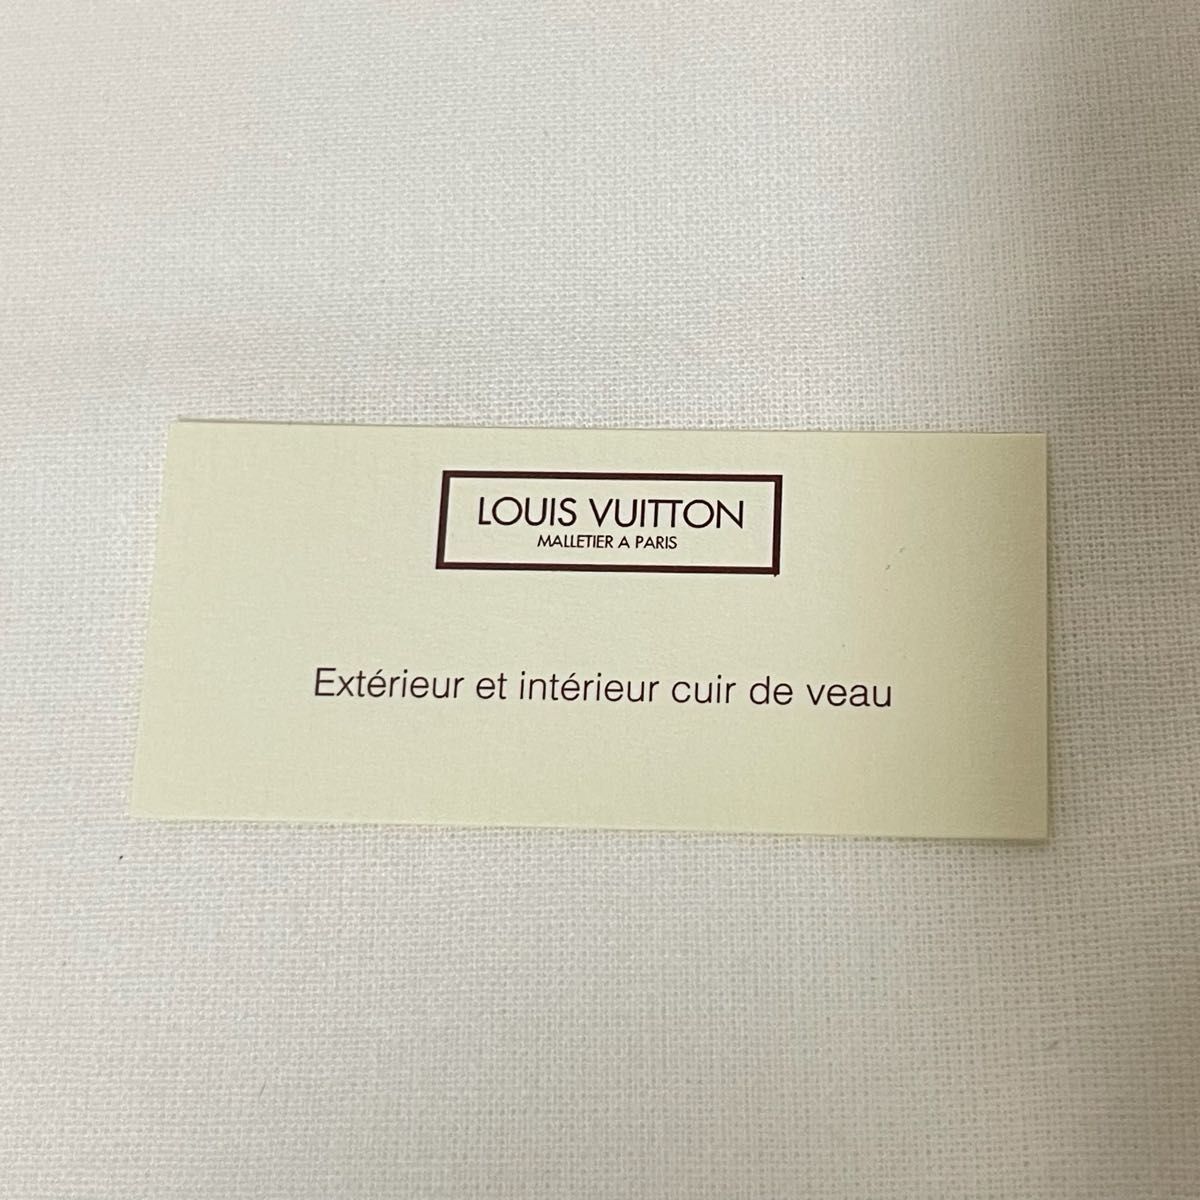 LOUIS VUITTON
MALLETIER A PARIS
Extérieur et intérieur cuir de veau